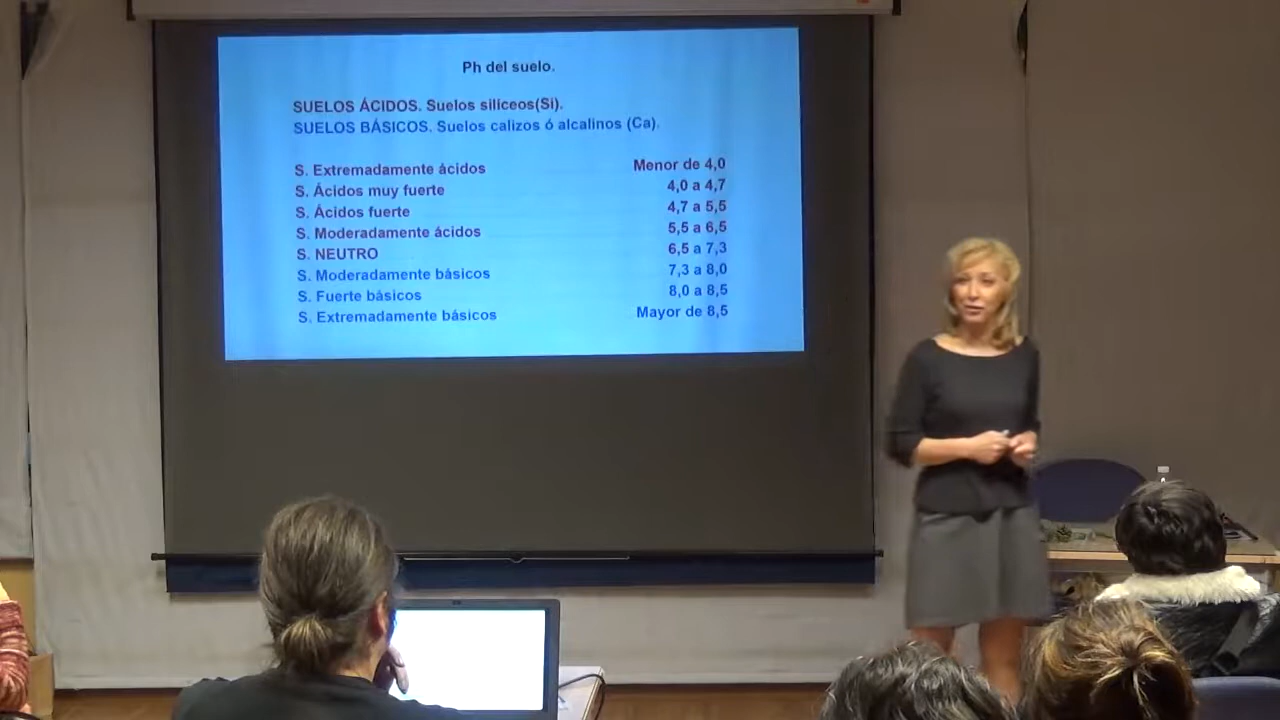 Ph del suelo.
SUELOS ÁCIDOS. Suelos silíceos(Si).
SUELOS BÁSICOS. Suelos calizos ó alcalinos (Ca).
S. Extremadamente ácidos Menor de 4,0
S. Ácidos muy fuerte 4,0 a 4,7
S. Ácidos fuerte 4,7 a 5,5
S. Moderadamente ácidos 5,5 a 6,5
S. NEUTRO 6,5 a 7,3
S. Moderadamente básicos 7,3 a 8,0
S. Fuerte básicos 8,0 a 8,5
S. Extremadamente básicos Mayor de 8,5